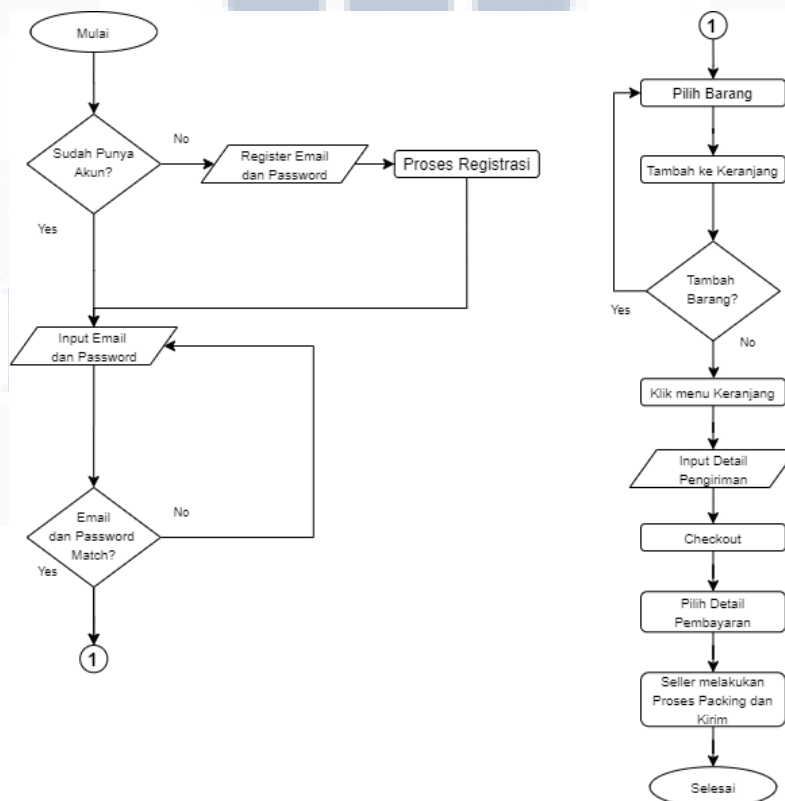 Mulai
Sudah Punya
Akun?
No
Register Email
dan Password
Proses Registrasi
Yes
Input Email
dan Password
Email
dan Password
Match?
No
Yes
1
1
Pilih Barang
Tambah ke Keranjang
Tambah
Barang?
Yes
No
Klik menu Keranjang
Input Detail
Pengiriman
Checkout
Pilih Detail
Pembayaran
Seller melakukan
Proses Packing dan
Kirim
Selesai